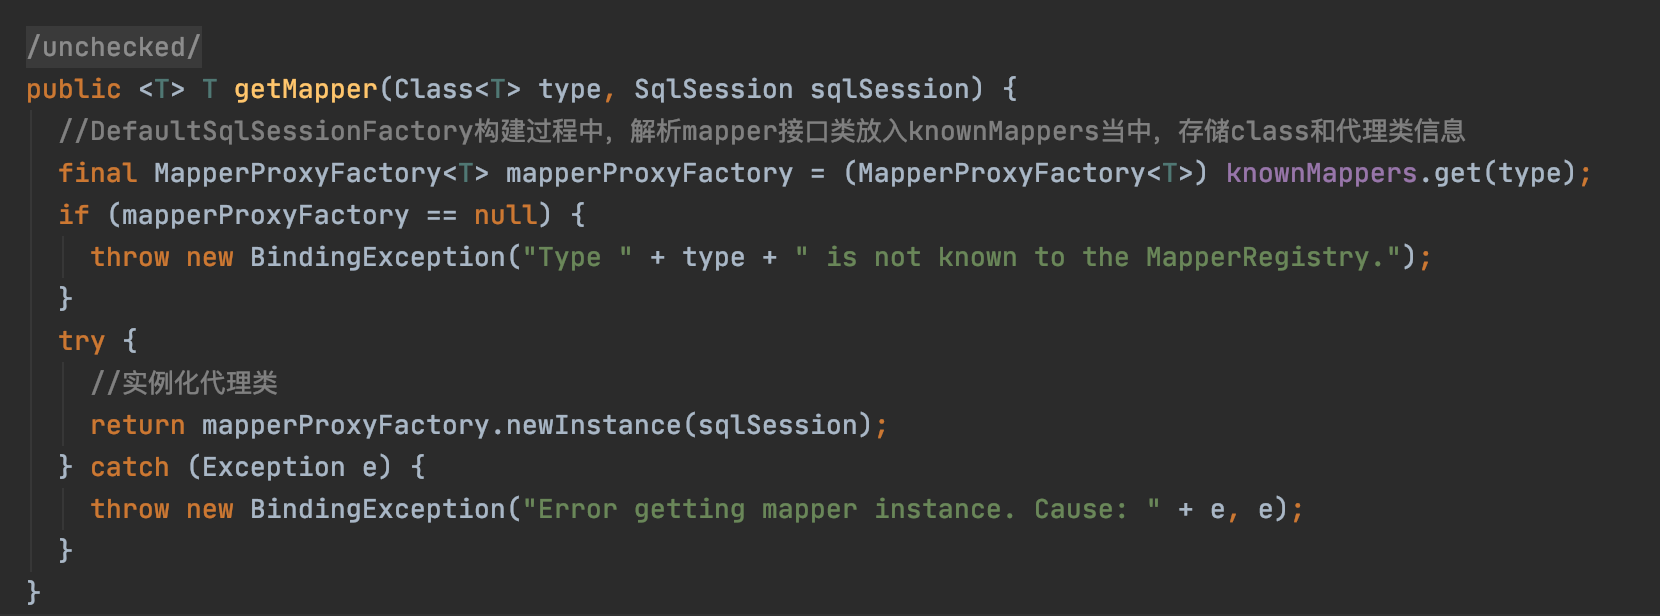 /unchecked/
public <T> T getMapper(Class<T> type, SqlSession sqlSession) {
  //DefaultSqlSessionFactory构建过程中，解析mapper接口类放入knownMappers当中，存储class和代理类信息
  final MapperProxyFactory<T> mapperProxyFactory = (MapperProxyFactory<T>) knownMappers.get(type);
  if (mapperProxyFactory == null) {
    throw new BindingException("Type " + type + " is not known to the MapperRegistry.");
  }
  try {
    //实例化代理类
    return mapperProxyFactory.newInstance(sqlSession);
  } catch (Exception e) {
    throw new BindingException("Error getting mapper instance. Cause: " + e, e);
  }
}